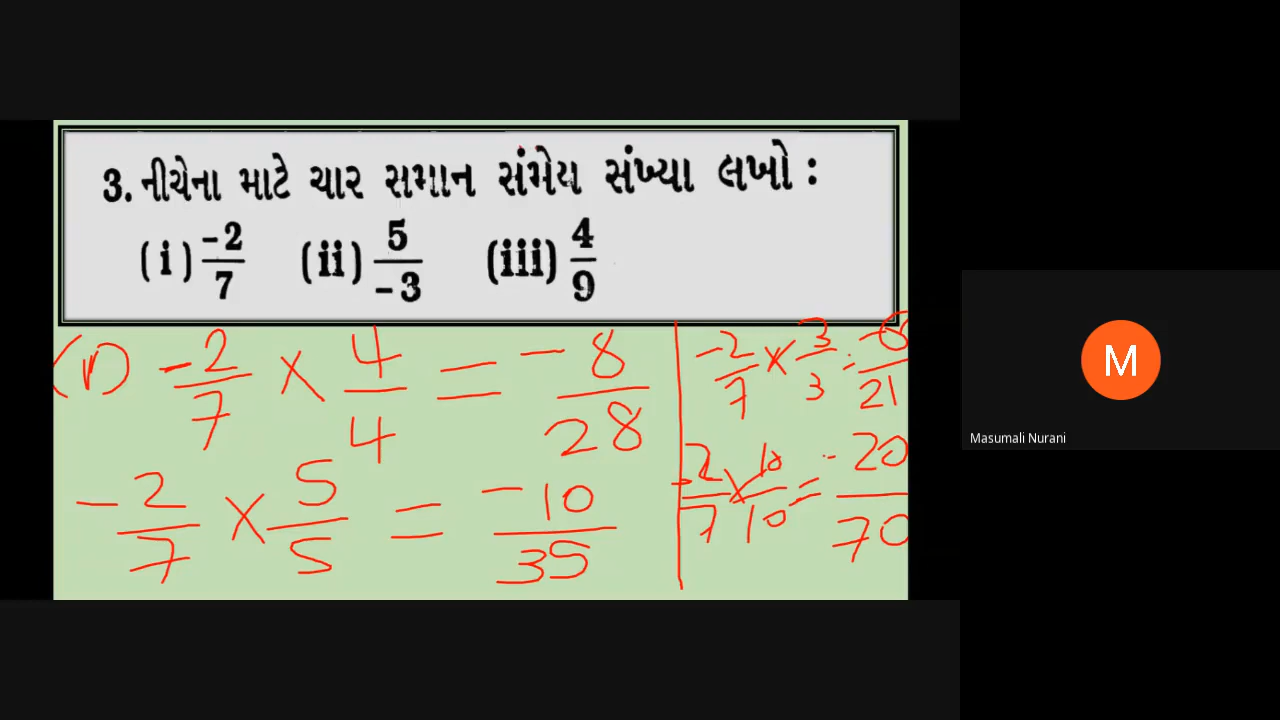 3. નીચેના માટે ચાર સમાન સંમેય સંખ્યા લખો :
(i) -2/7 (ii) 5/-3 (iii) 4/9
(i) -2/7 × 4/4 = -8/28
-2/7 × 5/5 = -10/35
-2/7 × 3/3 = -6/21
-2/7 × 10/10 = -20/70
M
Masumali Nurani